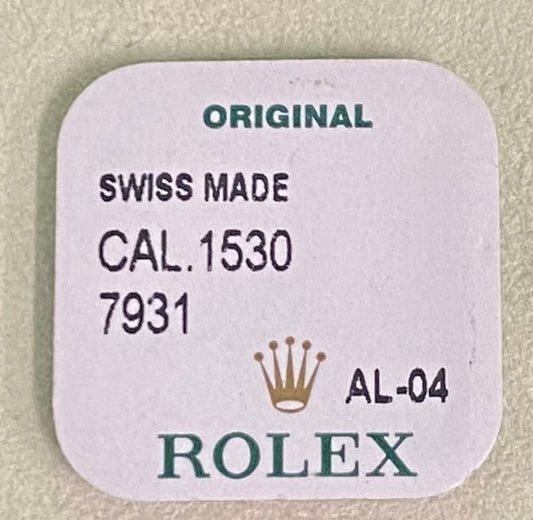 ORIGINAL
SWISS MADE
CAL.1530
7931
AL-04
ROLEX